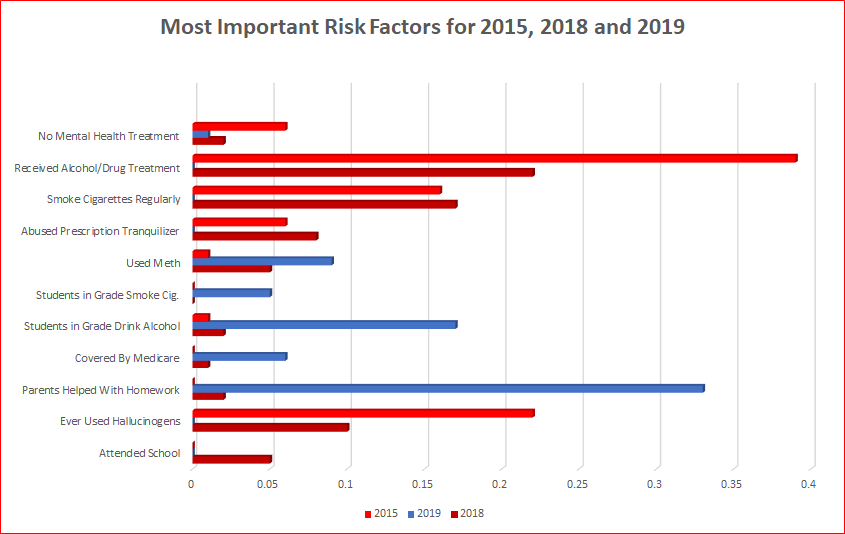 Most Important Risk Factors for 2015, 2018 and 2019
No Mental Health Treatment
Received Alcohol/Drug Treatment
Smoke Cigarettes Regularly
Abused Prescription Tranquilizer
Used Meth
Students in Grade Smoke Cig.
Students in Grade Drink Alcohol
Covered By Medicare
Parents Helped With Homework
Ever Used Hallucinogens
Attended School
0 0.05 0.1 0.15 0.2 0.25 0.3 0.35 0.4
2015 2019 2018